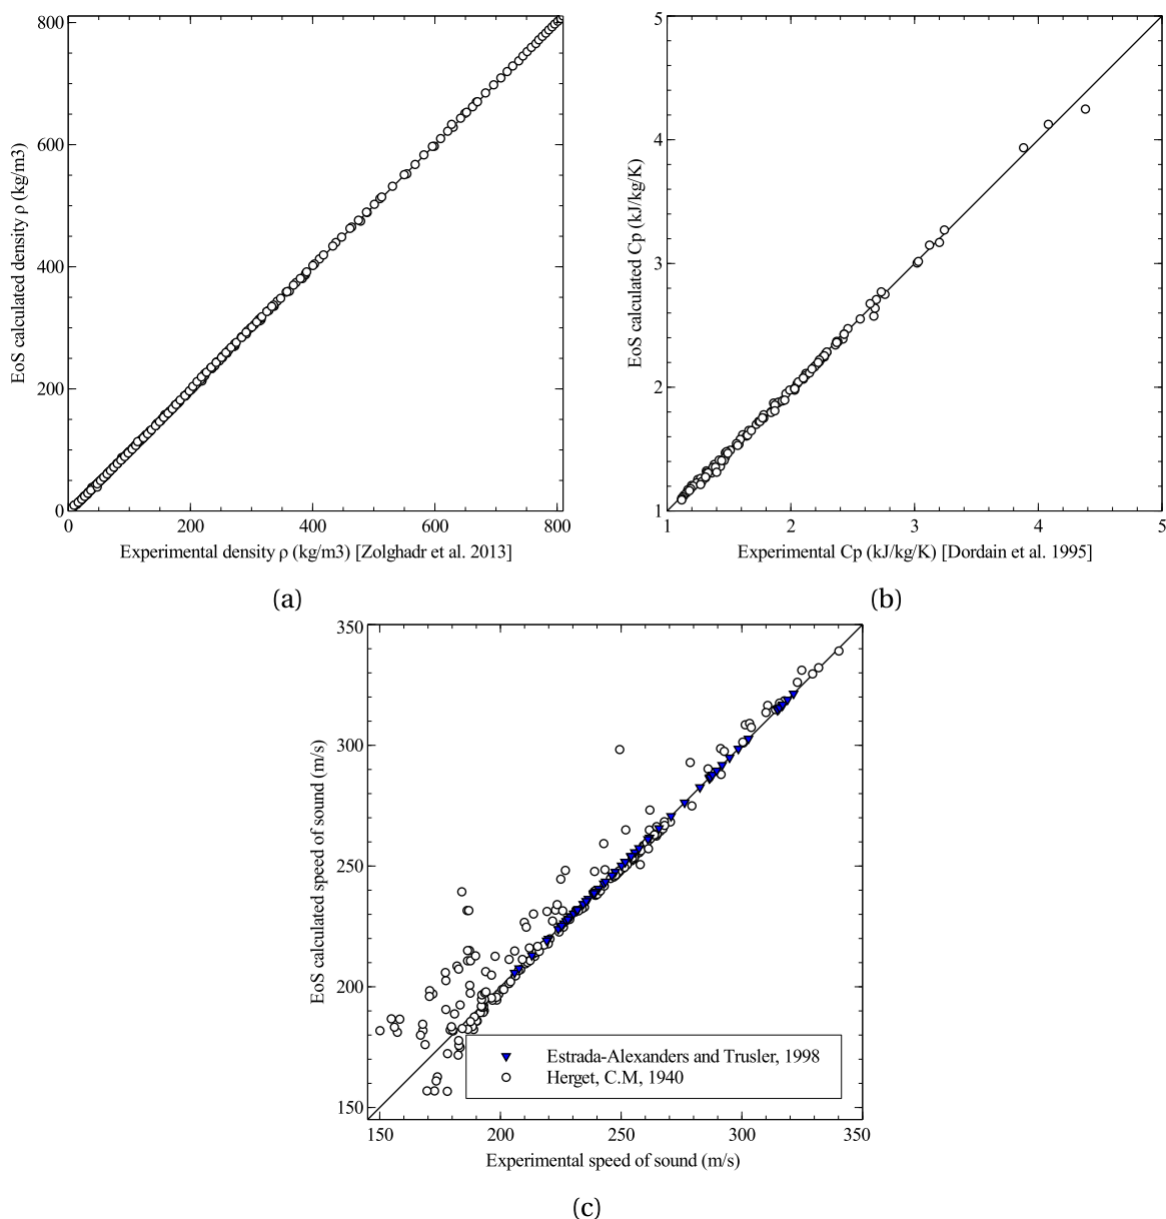 800
600
400
200
0
EoS calculated density ρ (kg/m3)
0 200 400 600 800
Experimental density ρ (kg/m3) [Zolghadr et al. 2013]
(a)
5
4
3
2
1
EoS calculated Cp (kJ/kg/K)
1 2 3 4 5
Experimental Cp (kJ/kg/K) [Dordain et al. 1995]
(b)
350
300
250
200
150
EoS calculated speed of sound (m/s)
Estrada-Alexanders and Trusler, 1998
Herget, C.M, 1940
150 200 250 300 350
Experimental speed of sound (m/s)
(c)